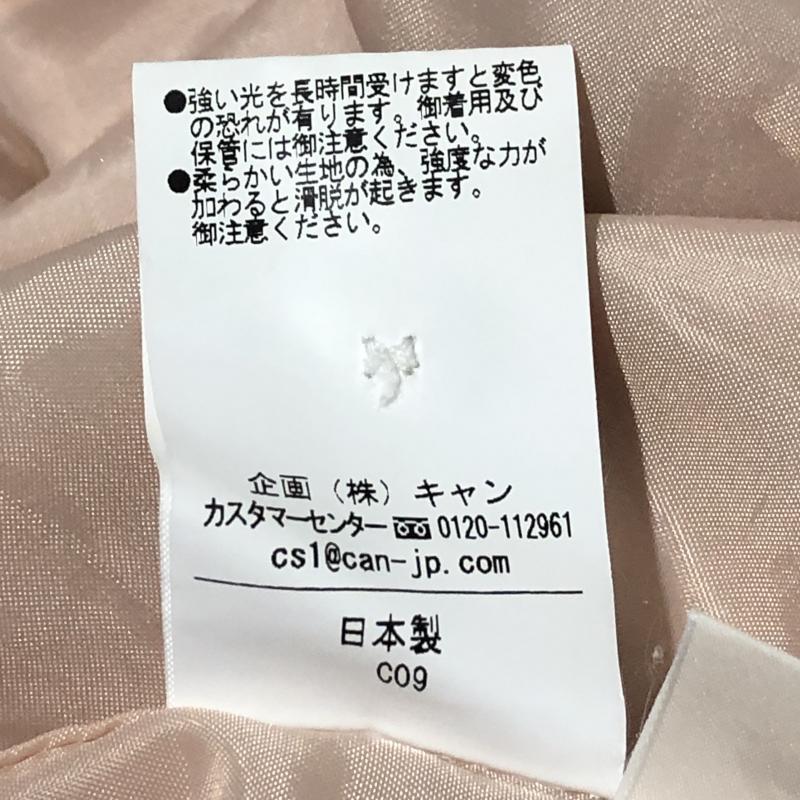 ●強い光を長時間受けますと変色
の恐れが有ります。御着用及び
保管には御注意ください。
●柔らかい生地の為、強度な力が
加わると滑脱が起きます。
御注意ください。
企画（株）キャン
カスタマーセンター 0120-112961
cs1@can-jp.com
日本製
C09